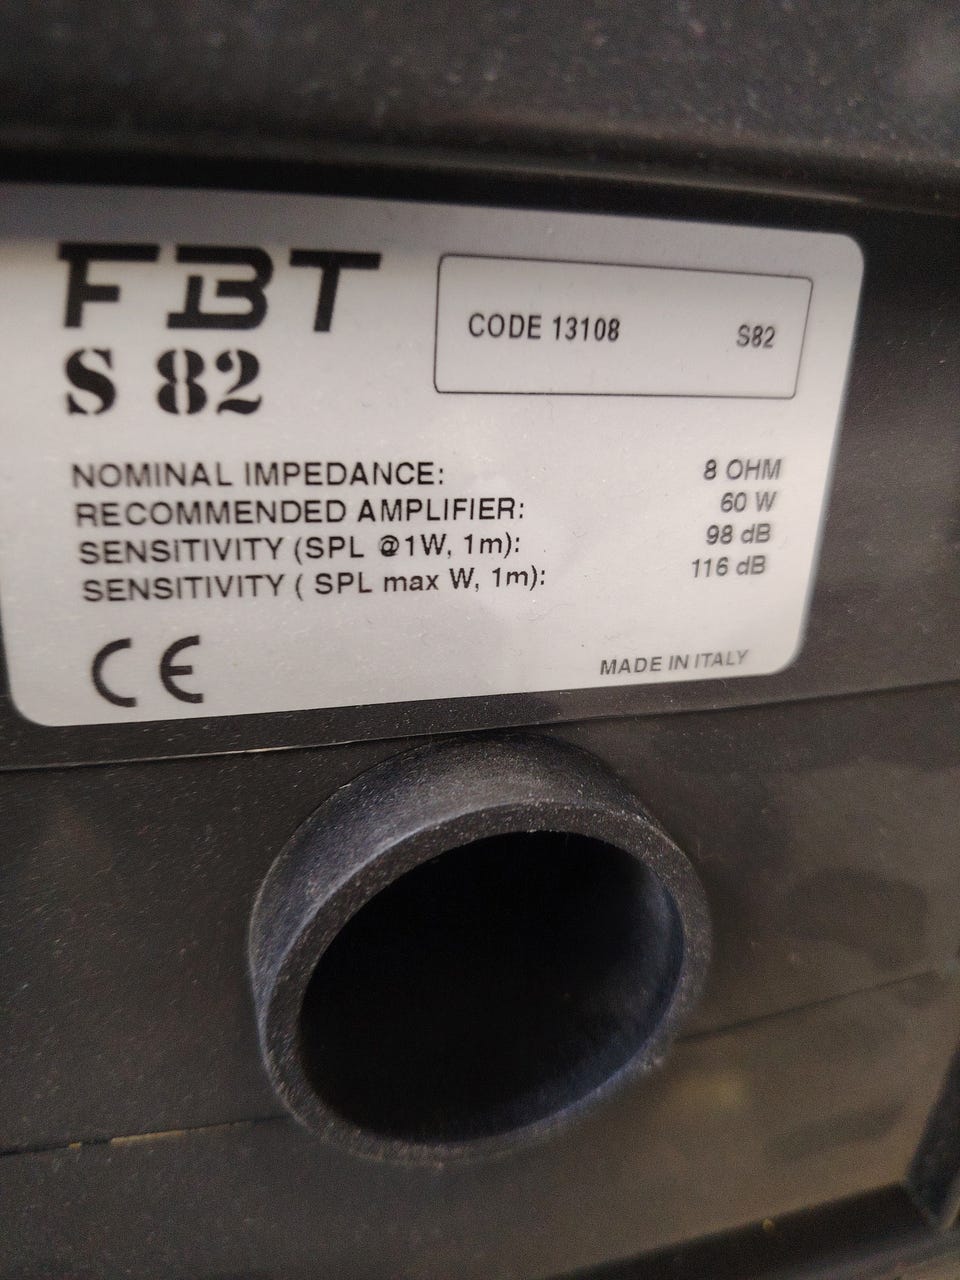 FBT
S 82
CODE 13108 S82
NOMINAL IMPEDANCE: 8 OHM
RECOMMENDED AMPLIFIER: 60 W
SENSITIVITY (SPL @1W, 1m): 98 dB
SENSITIVITY ( SPL max W, 1m): 116 dB
CE
MADE IN ITALY